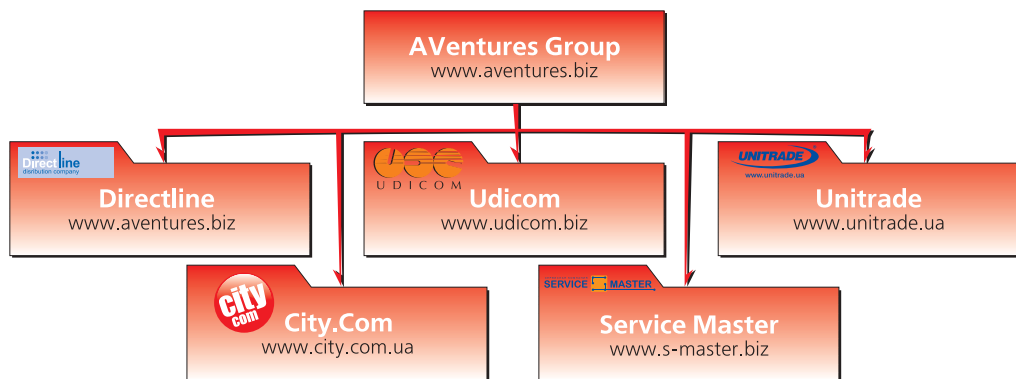 AVentures Group
www.aventures.biz
Direct line
distribution company
Directline
www.aventures.biz
UDICOM
Udicom
www.udicom.biz
UNITRADE
www.unitrade.ua
Unitrade
www.unitrade.ua
city
com
City.Com
www.city.com.ua
SERVICE MASTER
Service Master
www.s-master.biz